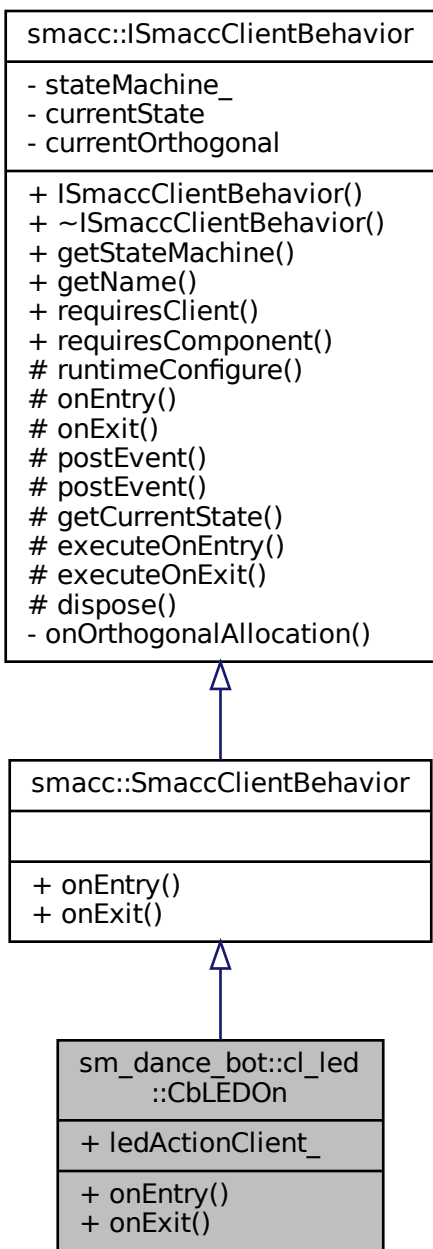 smacc::ISmaccClientBehavior
- stateMachine_
- currentState
- currentOrthogonal
+ ISmaccClientBehavior()
+ ~ISmaccClientBehavior()
+ getStateMachine()
+ getName()
+ requiresClient()
+ requiresComponent()
# runtimeConfigure()
# onEntry()
# onExit()
# postEvent()
# postEvent()
# getCurrentState()
# executeOnEntry()
# executeOnExit()
# dispose()
- onOrthogonalAllocation()
smacc::SmaccClientBehavior
+ onEntry()
+ onExit()
sm_dance_bot::cl_led
::CbLEDOn
+ ledActionClient_
+ onEntry()
+ onExit()